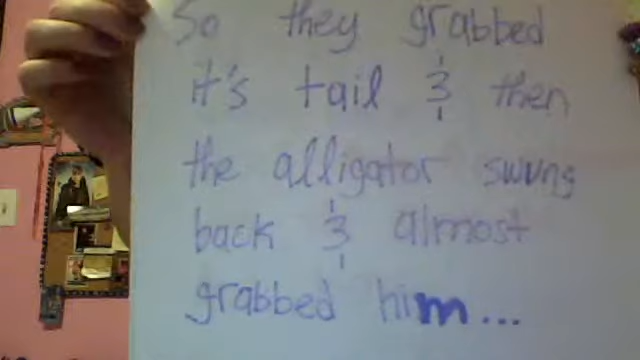 So they grabbed
it's tail & then
the alligator swung
back & almost
grabbed him...